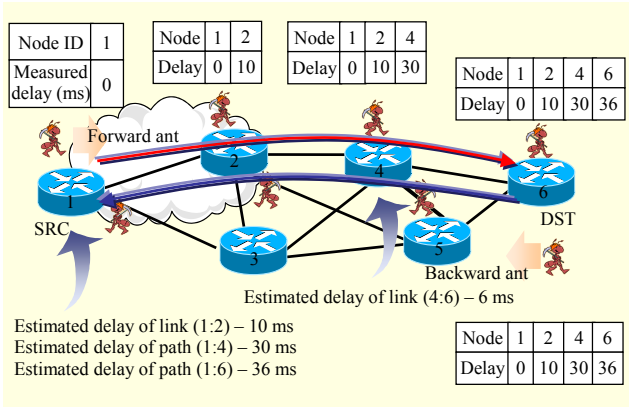 Node ID 1
Measured delay (ms) 0
Node 1 2
Delay 0 10
Node 1 2 4
Delay 0 10 30
Node 1 2 4 6
Delay 0 10 30 36
Forward ant
1
2
4
6
SRC
DST
3
5
Backward ant
Estimated delay of link (4:6) – 6 ms
Estimated delay of link (1:2) – 10 ms
Estimated delay of path (1:4) – 30 ms
Estimated delay of path (1:6) – 36 ms
Node 1 2 4 6
Delay 0 10 30 36